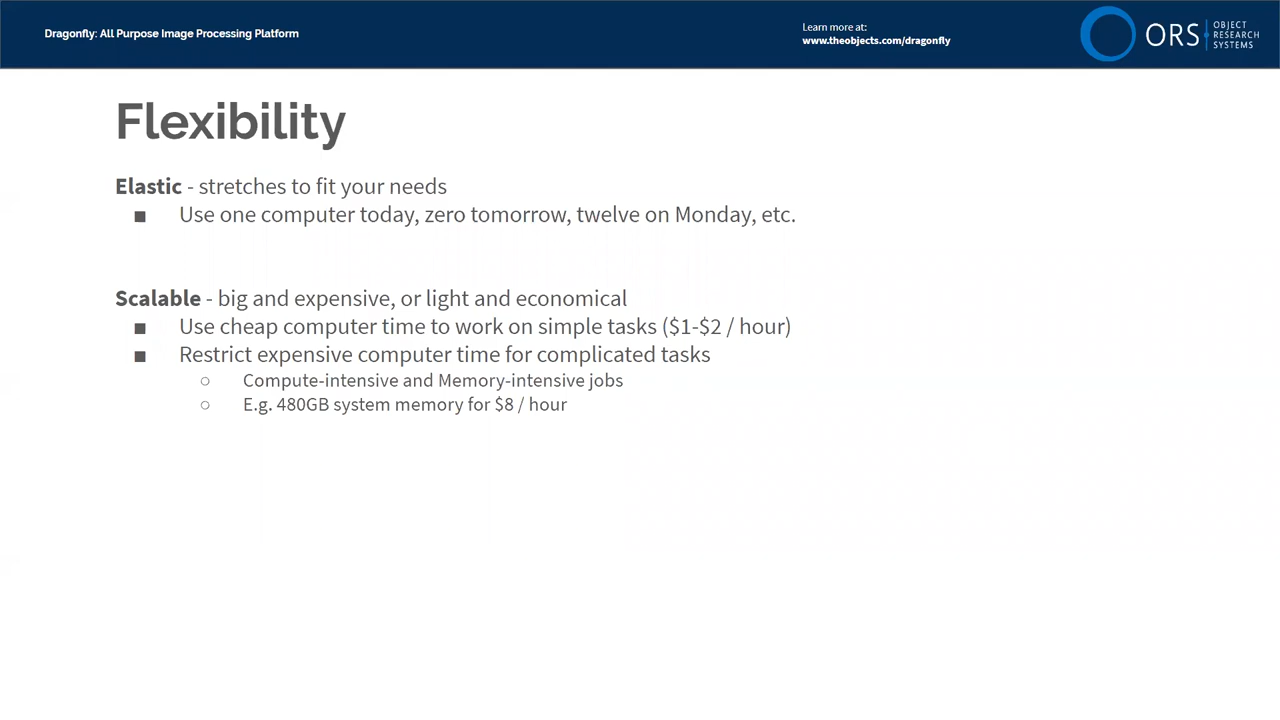 Dragonfly: All Purpose Image Processing Platform
Learn more at:
www.theobjects.com/dragonfly
ORS
OBJECT
RESEARCH
SYSTEMS
Flexibility
Elastic - stretches to fit your needs
■ Use one computer today, zero tomorrow, twelve on Monday, etc.
Scalable - big and expensive, or light and economical
■ Use cheap computer time to work on simple tasks ($1-$2 / hour)
■ Restrict expensive computer time for complicated tasks
○ Compute-intensive and Memory-intensive jobs
○ E.g. 480GB system memory for $8 / hour